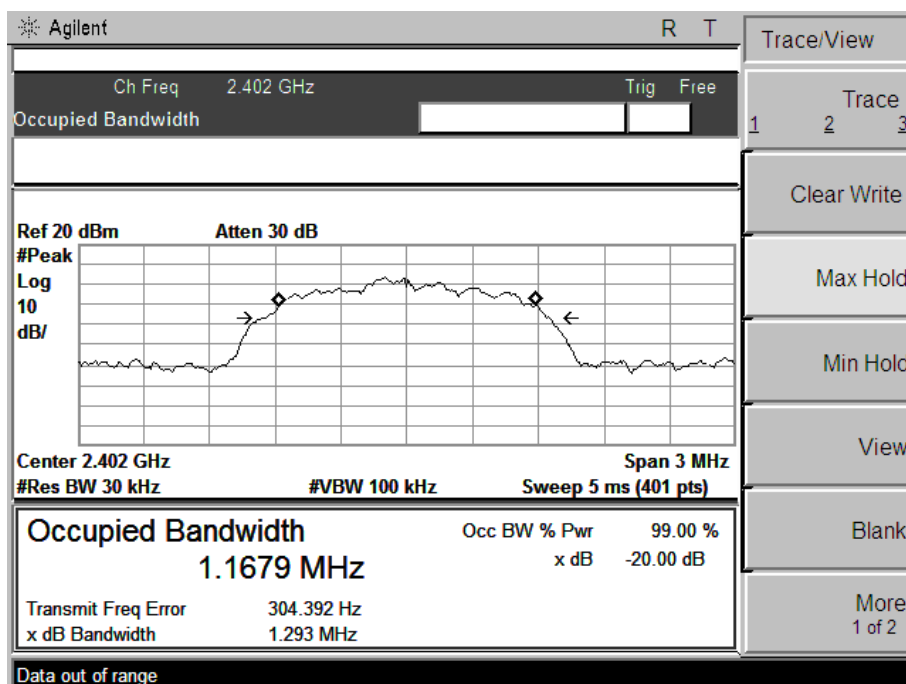 Agilent R T
Ch Freq 2.402 GHz Trig Free
Occupied Bandwidth
Ref 20 dBm Atten 30 dB
#Peak
Log
10
dB/
Center 2.402 GHz Span 3 MHz
#Res BW 30 kHz #VBW 100 kHz Sweep 5 ms (401 pts)
Occupied Bandwidth Occ BW % Pwr 99.00 %
1.1679 MHz x dB -20.00 dB
Transmit Freq Error 304.392 Hz
x dB Bandwidth 1.293 MHz
Data out of range
Trace/View
Trace
1 2 3
Clear Write
Max Hold
Min Hold
View
Blank
More
1 of 2